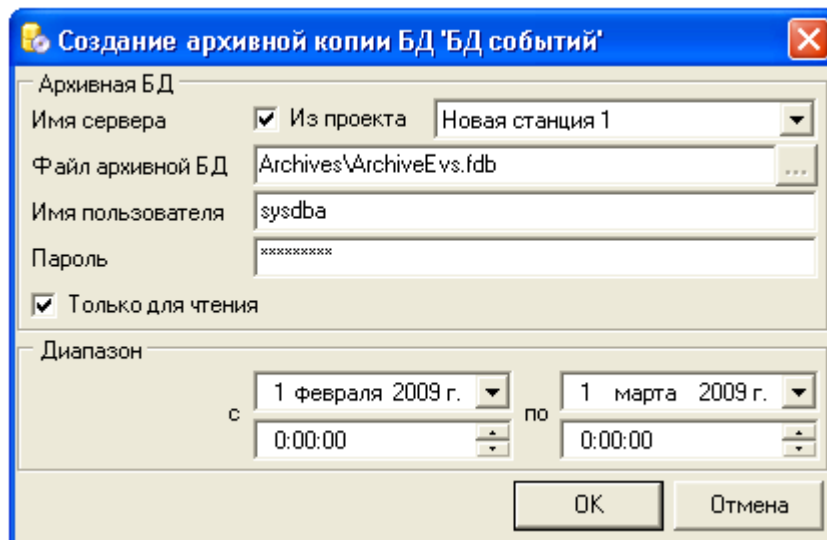 Создание архивной копии БД 'БД событий'
Архивная БД
Имя сервера Из проекта Новая станция 1
Файл архивной БД Archives\ArchiveEvs.fdb ...
Имя пользователя sysdba
Пароль *********
Только для чтения
Диапазон
с 1 февраля 2009 г. по 1 марта 2009 г.
0:00:00 0:00:00
OK Отмена